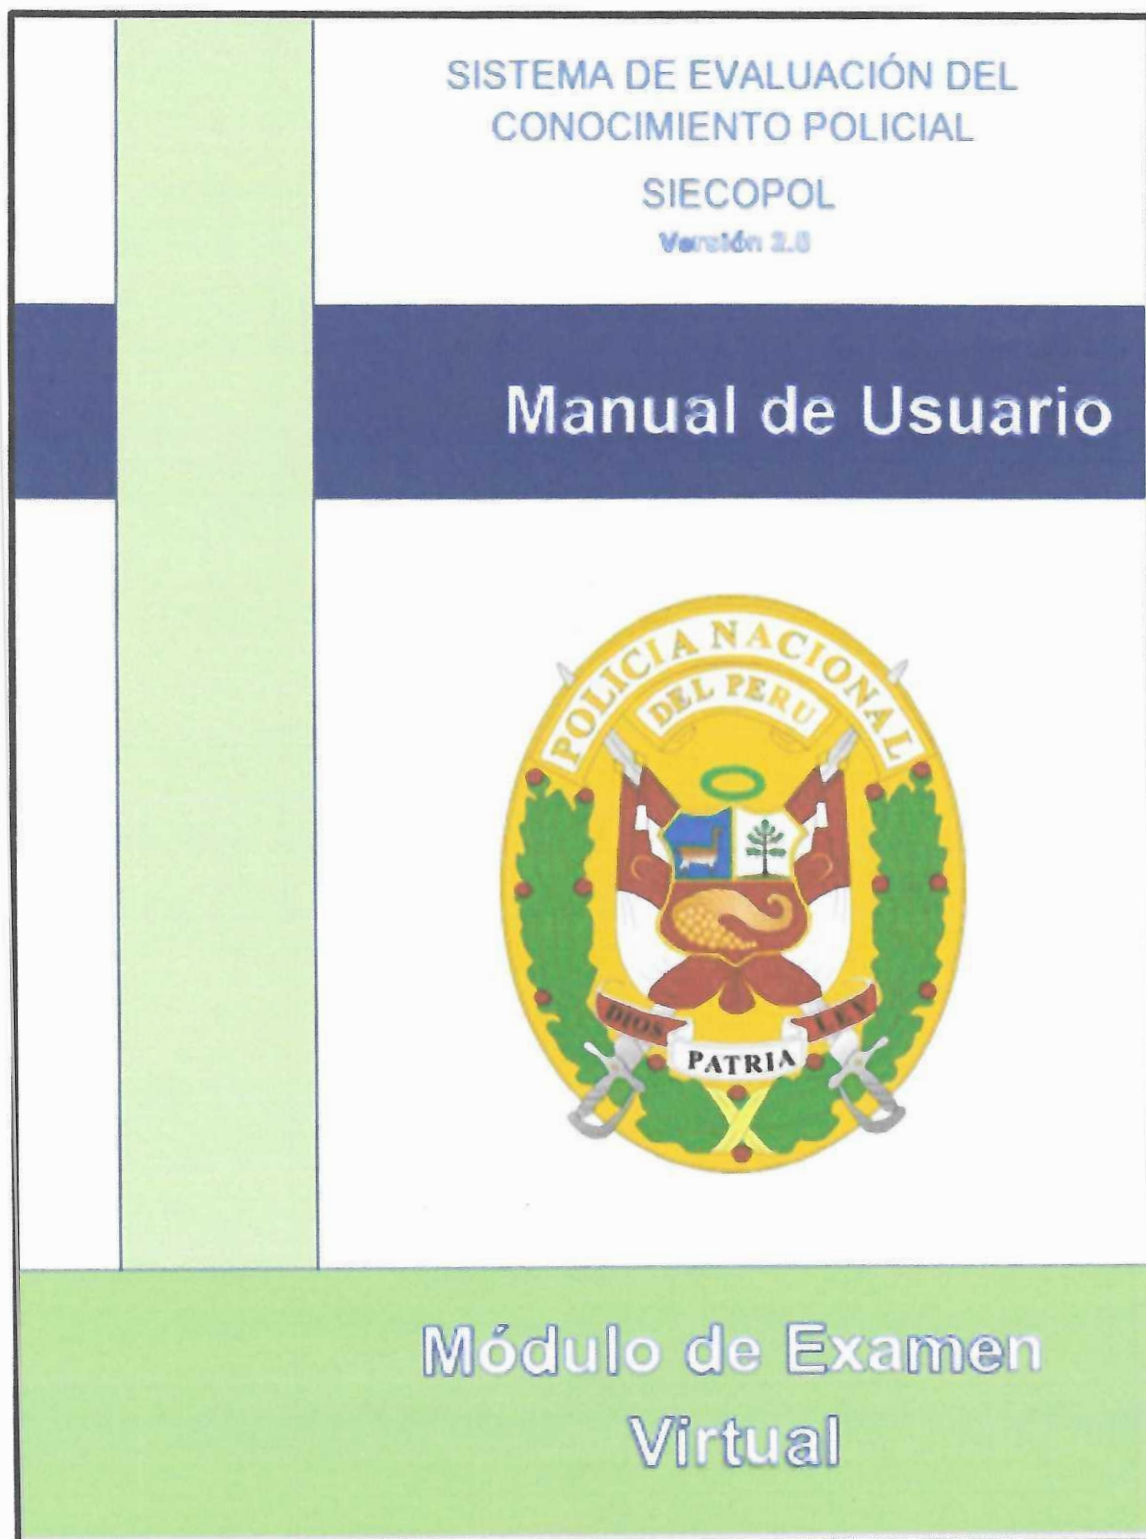 SISTEMA DE EVALUACIÓN DEL
CONOCIMIENTO POLICIAL
SIECOPOL
Versión
Manual de Usuario
POLICIA NACIONAL
DEL PERU
DIOS
PATRIA
LEY
Módulo de Examen
Virtual